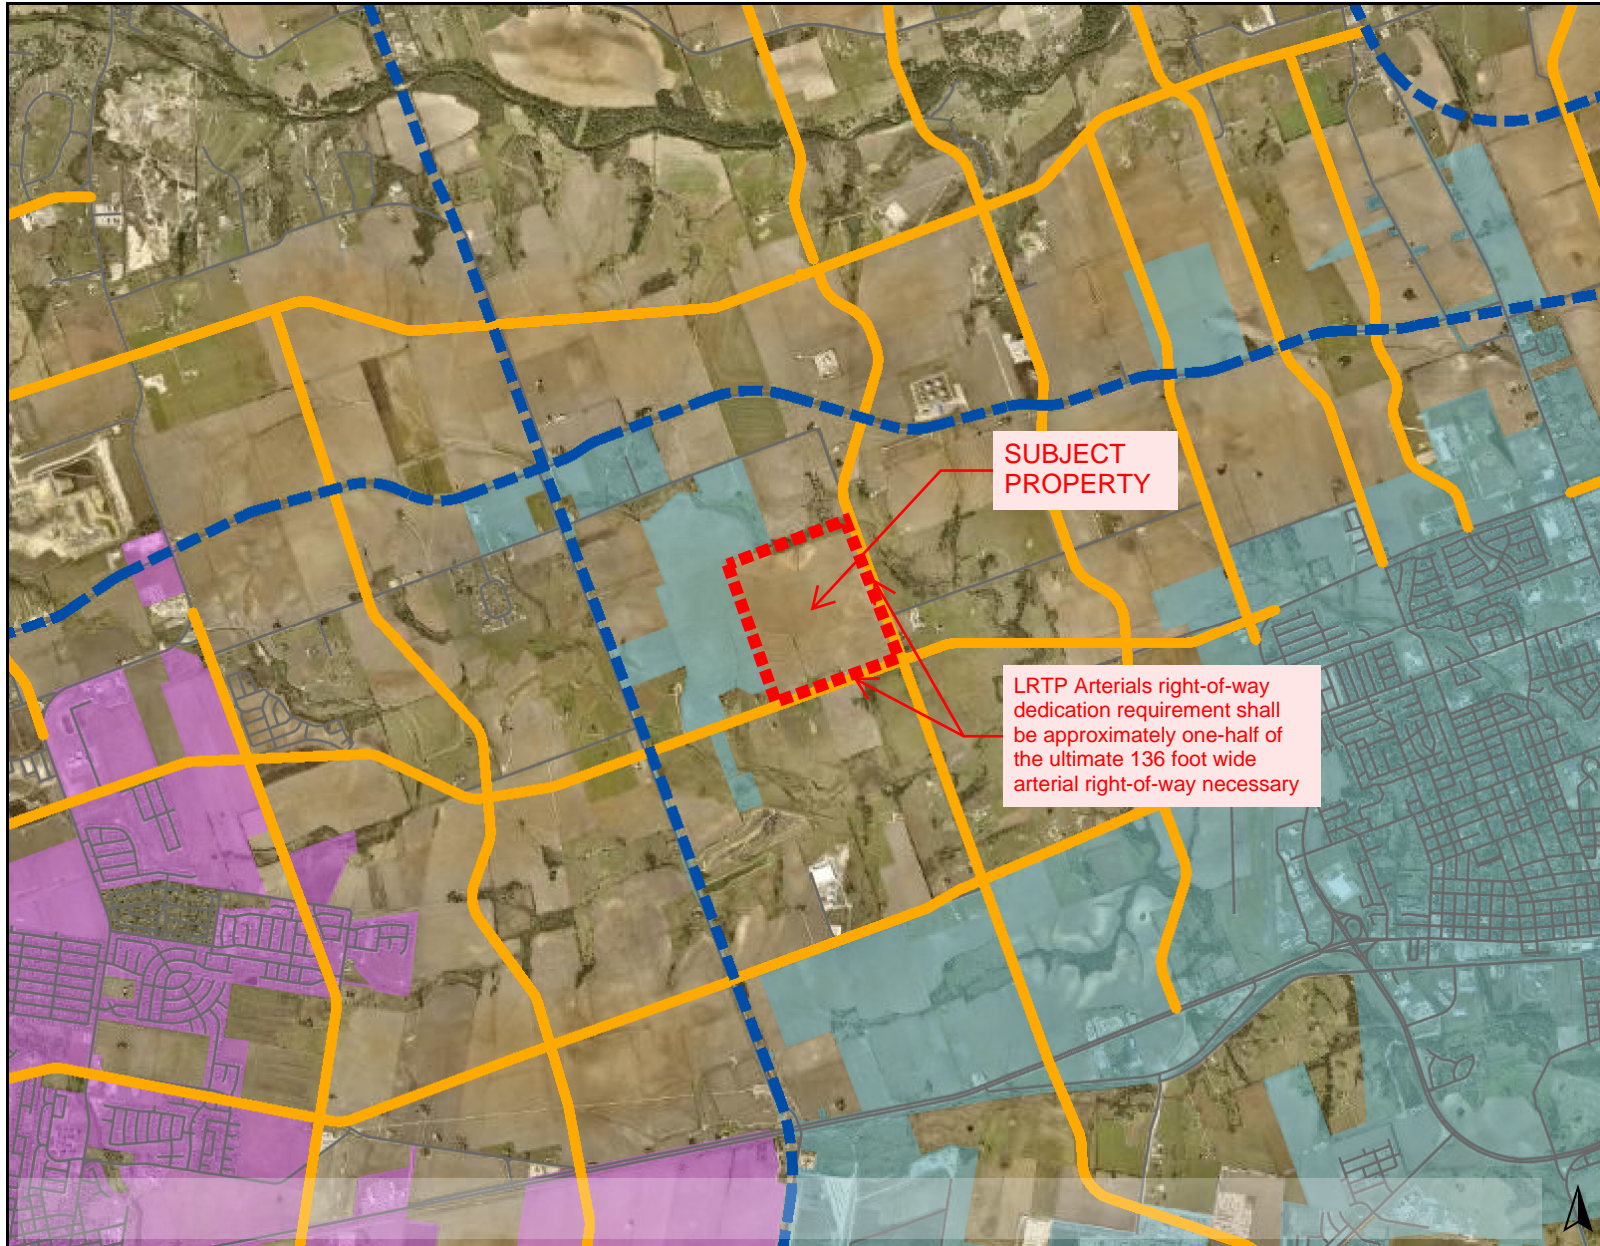 SUBJECT
PROPERTY
LRTP Arterials right-of-way
dedication requirement shall
be approximately one-half of
the ultimate 136 foot wide
arterial right-of-way necessary